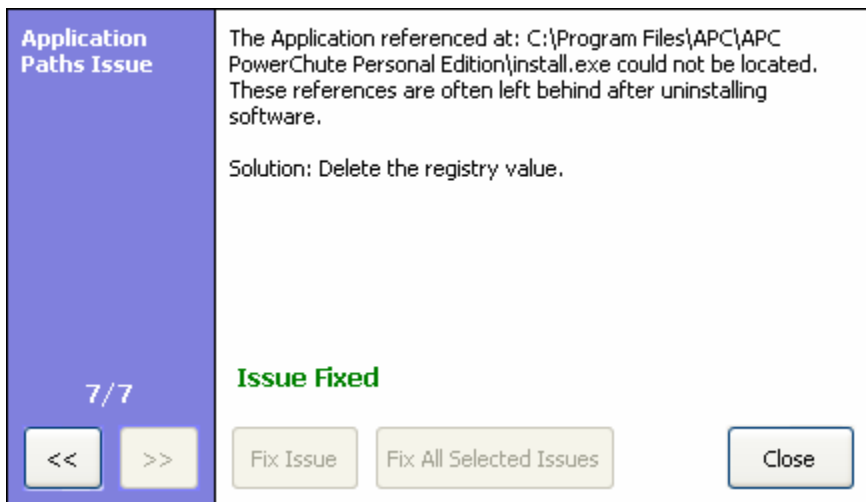 Application
Paths Issue
The Application referenced at: C:\Program Files\APC\APC
PowerChute Personal Edition\install.exe could not be located.
These references are often left behind after uninstalling
software.
Solution: Delete the registry value.
Issue Fixed
7/7
<<
>>
Fix Issue
Fix All Selected Issues
Close